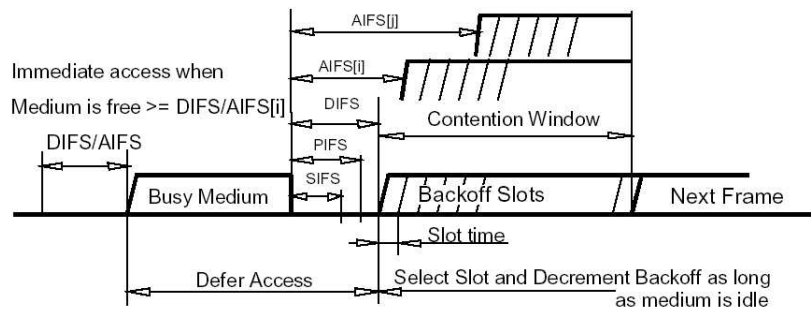 AIFS[j]
AIFS[i]
Immediate access when
Medium is free >= DIFS/AIFS[i]
DIFS
Contention Window
DIFS/AIFS
PIFS
SIFS
Busy Medium
Backoff Slots
Next Frame
Slot time
Defer Access
Select Slot and Decrement Backoff as long
as medium is idle